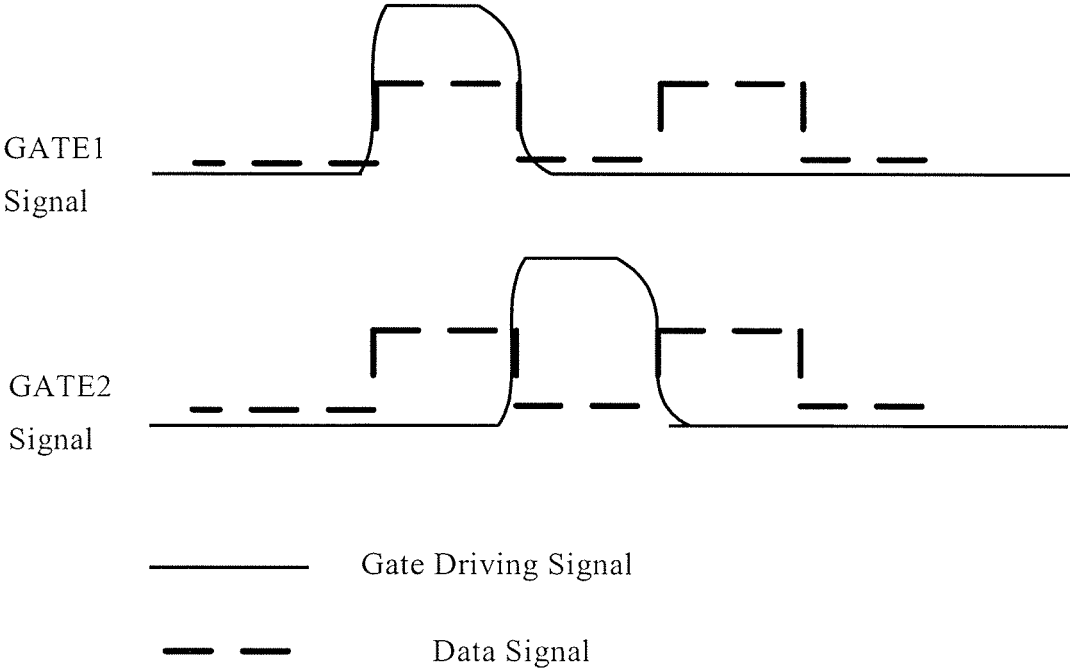 GATE1
Signal
GATE2
Signal
Gate Driving Signal
Data Signal